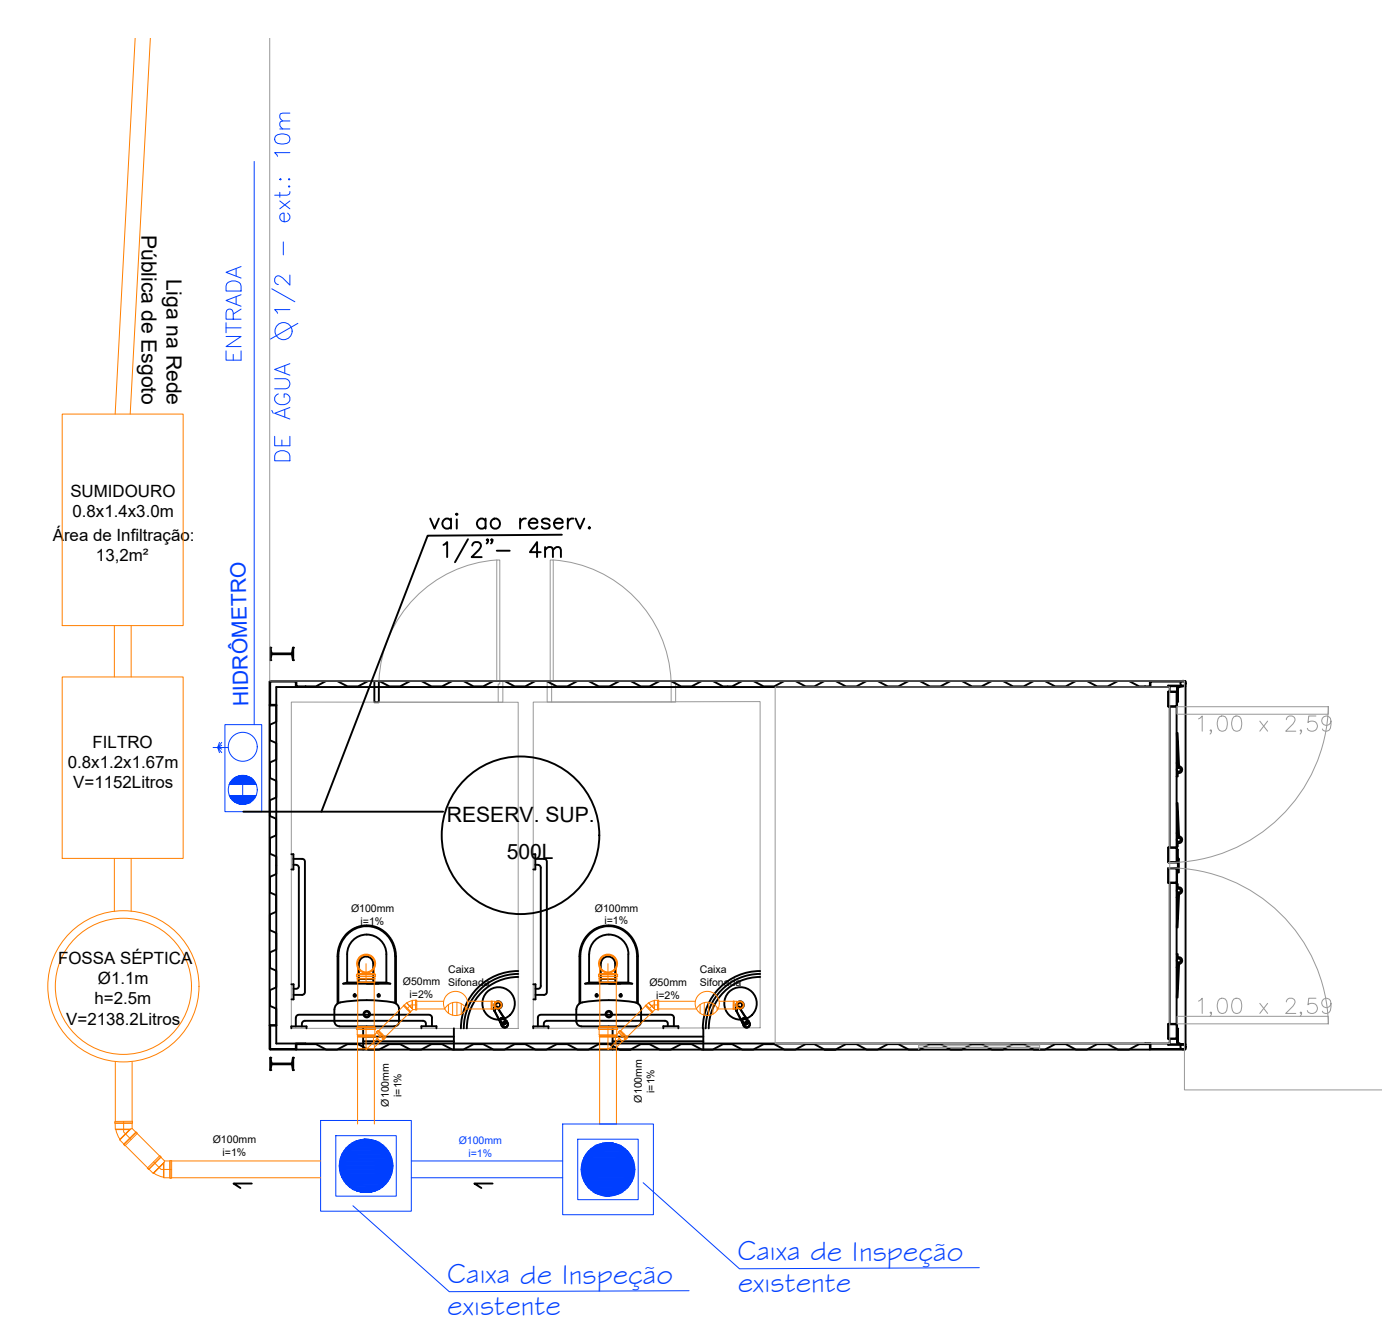 Liga na Rede
Pública de Esgoto
ENTRADA
DE ÁGUA Ø1/2 - ext.: 10m
SUMIDOURO
0.8x1.4x3.0m
Área de Infiltração:
13,2m²
vai ao reserv.
1/2"- 4m
HIDRÔMETRO
FILTRO
0.8x1.2x1.67m
V=1152Litros
1,00 x 2,59
RESERV. SUP.
500L
FOSSA SÉPTICA
Ø1.1m
h=2.5m
V=2138.2Litros
Ø100mm
i=1%
Ø50mm
i=2%
Caixa
Sifonada
Ø100mm
i=1%
Ø50mm
i=2%
Caixa
Sifonada
1,00 x 2,59
Ø100mm
i=1%
Ø100mm
i=1%
Ø100mm
i=1%
1
Ø100mm
i=1%
1
Caixa de Inspeção
existente
Caixa de Inspeção
existente